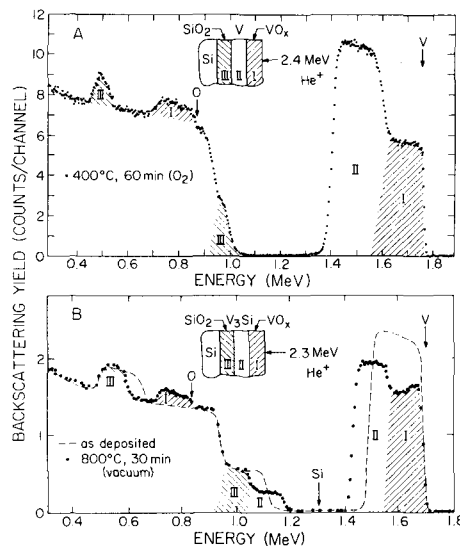 BACKSCATTERING YIELD (COUNTS/CHANNEL)
A
12
10
8
6
4
2
0
SiO₂ V VOₓ
Si III II I
2.4 MeV
He⁺
V
O
III
I
• 400°C, 60 min (O₂)
III
II
I
0.4 0.6 0.8 1.0 1.2 1.4 1.6 1.8
ENERGY (MeV)
B
2
1
0
SiO₂ V₃Si VOₓ
Si III II I
2.3 MeV
He⁺
V
O
III
I
Si
--- as deposited
• 800°C, 30 min
(vacuum)
III
II
II
I
0.4 0.6 0.8 1.0 1.2 1.4 1.6 1.8
ENERGY (MeV)